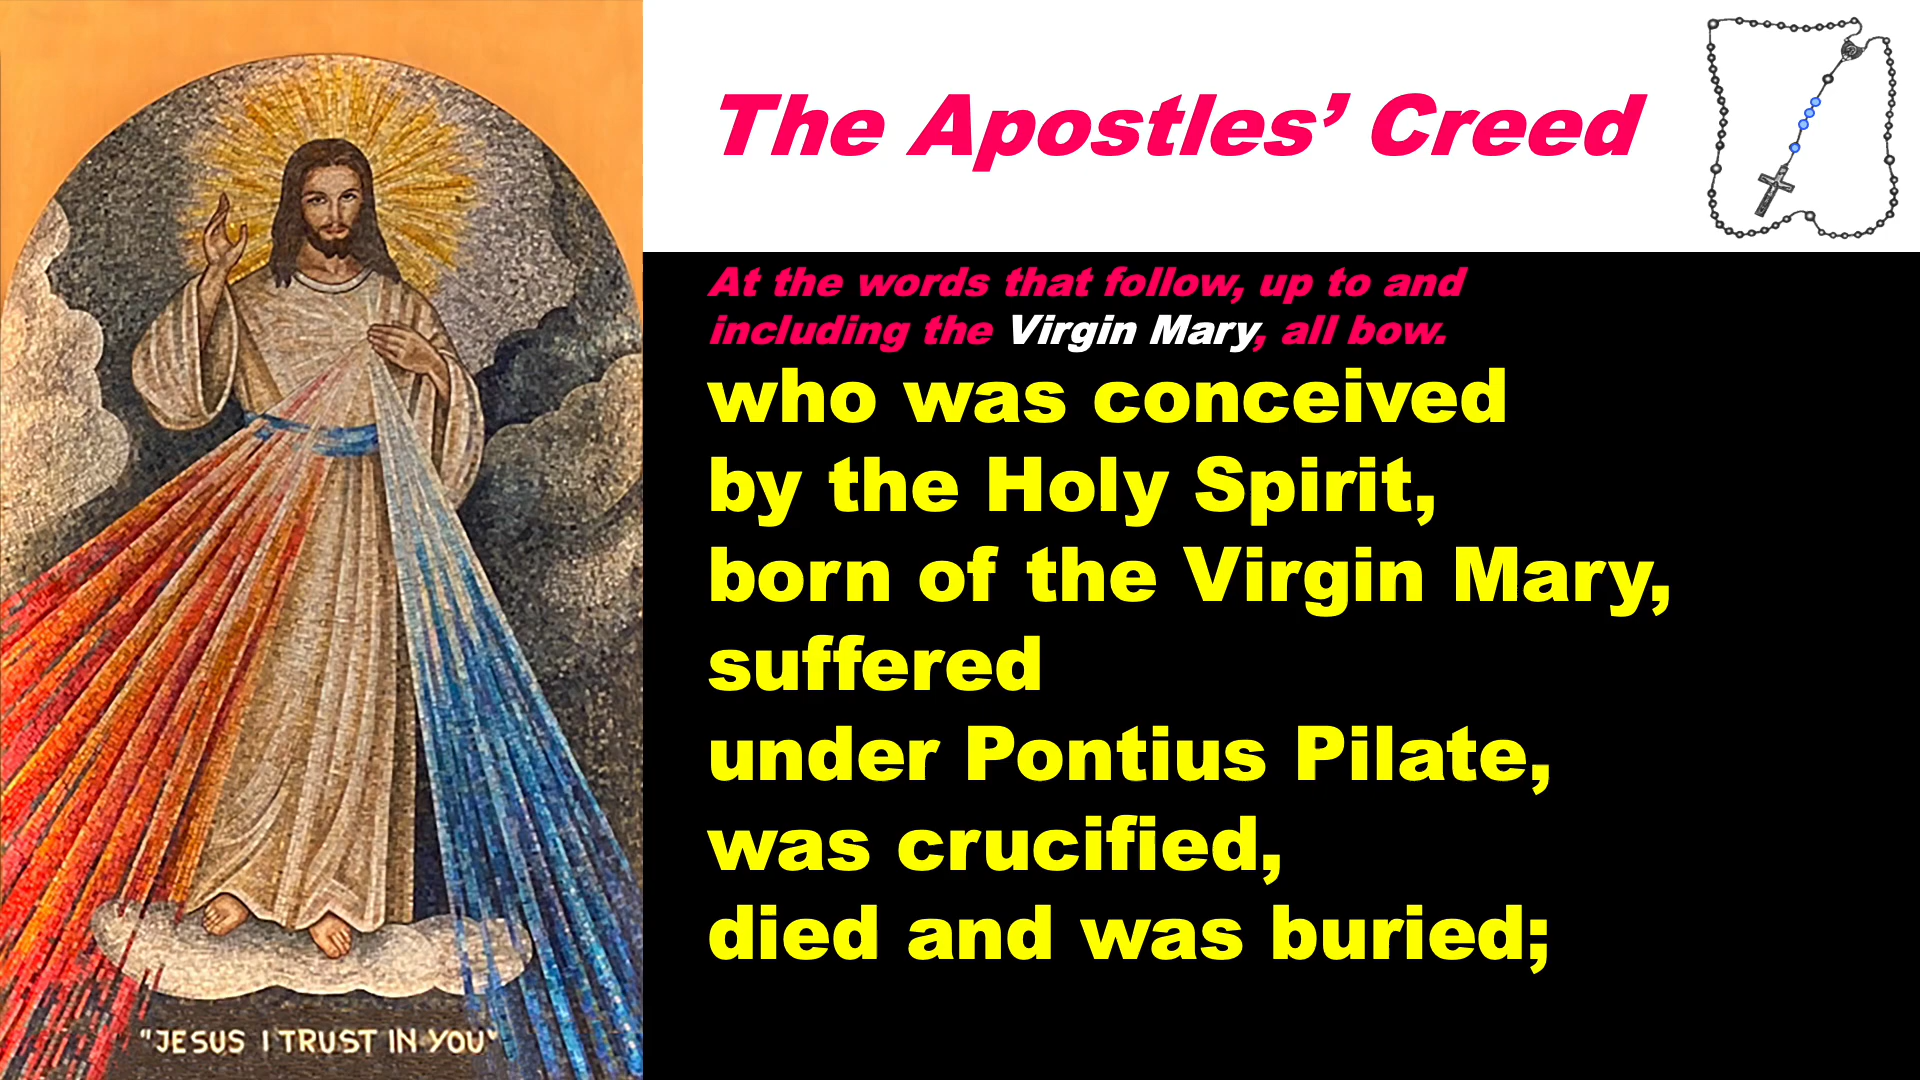 The Apostles’ Creed
At the words that follow, up to and
including the Virgin Mary, all bow.
who was conceived
by the Holy Spirit,
born of the Virgin Mary,
suffered
under Pontius Pilate,
was crucified,
died and was buried;
"JESUS I TRUST IN YOU"